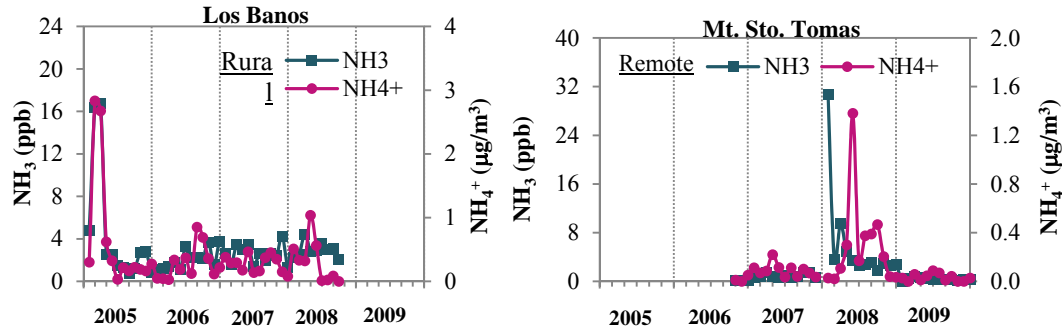 Los Banos
24
20
16
12
8
4
0
NH₃ (ppb)
Rura
l
NH3
NH4+
4
3
2
1
0
NH₄⁺ (µg/m³)
2005 2006 2007 2008 2009
Mt. Sto. Tomas
40
32
24
16
8
0
NH₃ (ppb)
Remote
NH3
NH4+
2.0
1.6
1.2
0.8
0.4
0.0
NH₄⁺ (µg/m³)
2005 2006 2007 2008 2009